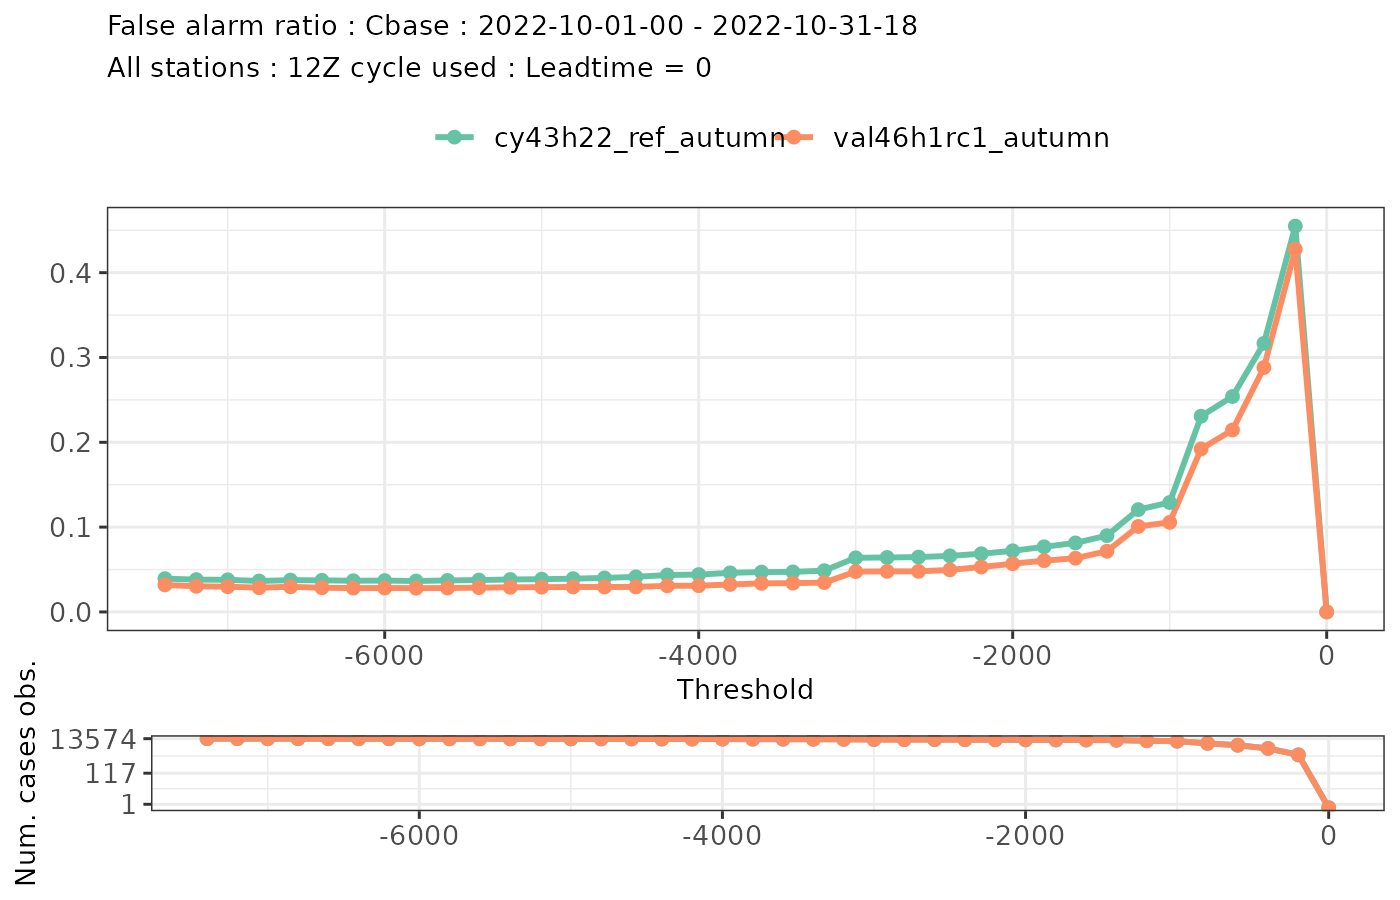 False alarm ratio : Cbase : 2022-10-01-00 - 2022-10-31-18
All stations : 12Z cycle used : Leadtime = 0
cy43h22_ref_autumn val46h1rc1_autumn
0.4
0.3
0.2
0.1
0.0
-6000 -4000 -2000 0
Threshold
Num. cases obs.
13574
117
1
-6000 -4000 -2000 0